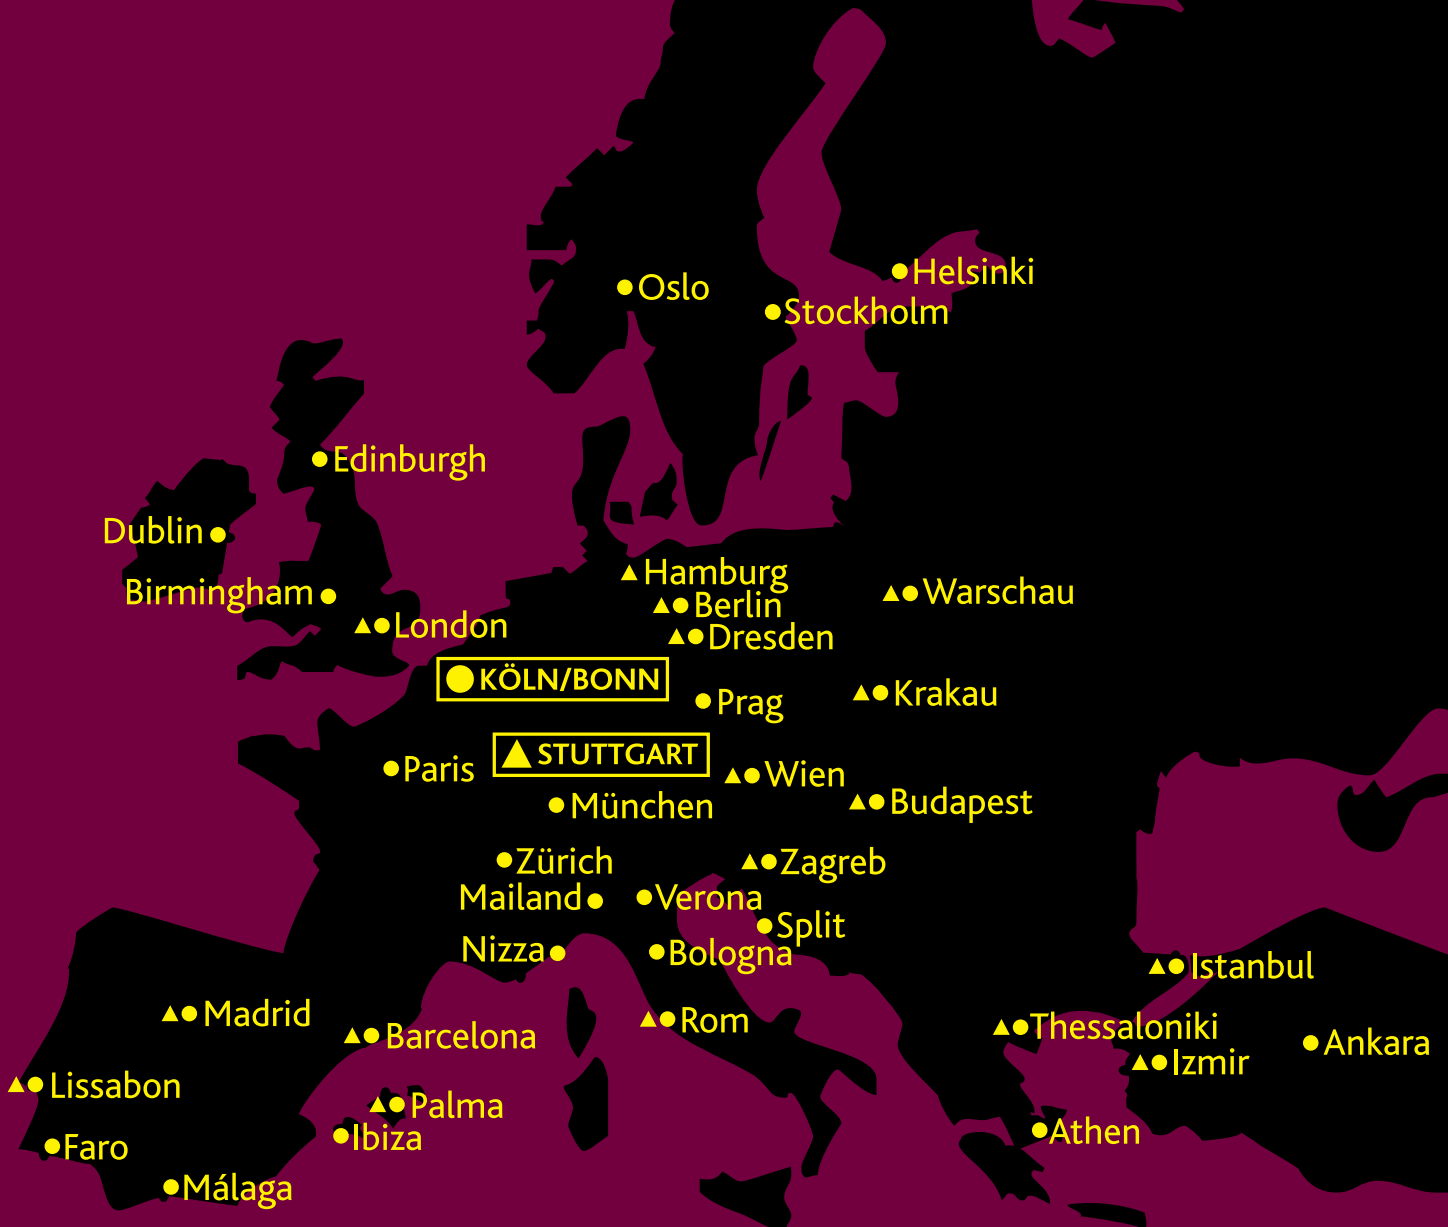 Helsinki
Oslo
Stockholm
Edinburgh
Dublin
Hamburg
Birmingham
Berlin
Warschau
London
Dresden
KÖLN/BONN
Krakau
Prag
STUTTGART
Paris
Wien
München
Budapest
Zürich
Zagreb
Mailand
Verona
Split
Nizza
Bologna
Istanbul
Madrid
Rom
Thessaloniki
Barcelona
Ankara
Izmir
Lissabon
Palma
Athen
Ibiza
Faro
Málaga